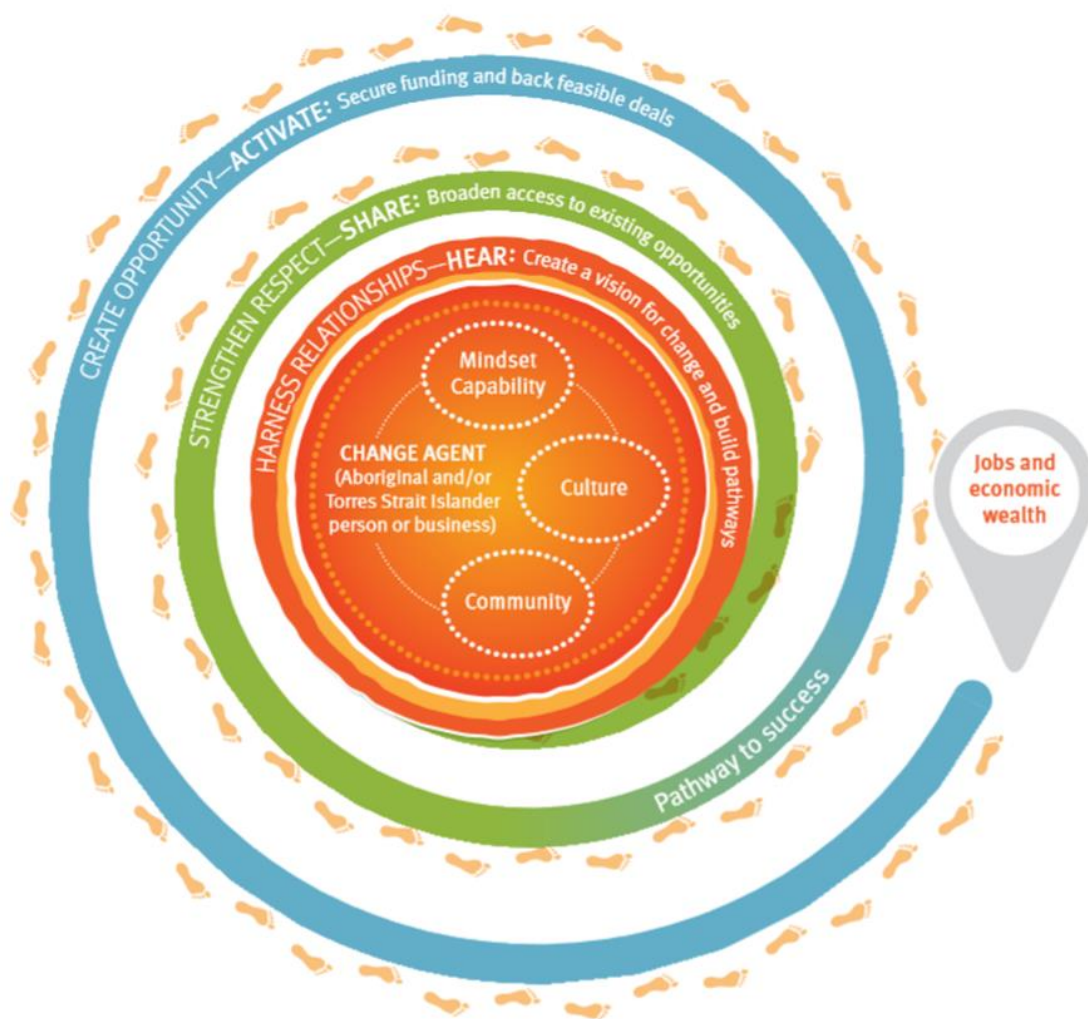 CREATE OPPORTUNITY—ACTIVATE: Secure funding and back feasible deals
STRENGTHEN RESPECT—SHARE: Broaden access to existing opportunities
HARNESS RELATIONSHIPS—HEAR: Create a vision for change and build pathways
Mindset
Capability
CHANGE AGENT
(Aboriginal and/or
Torres Strait Islander
person or business)
Culture
Community
Pathway to success
Jobs and
economic
wealth